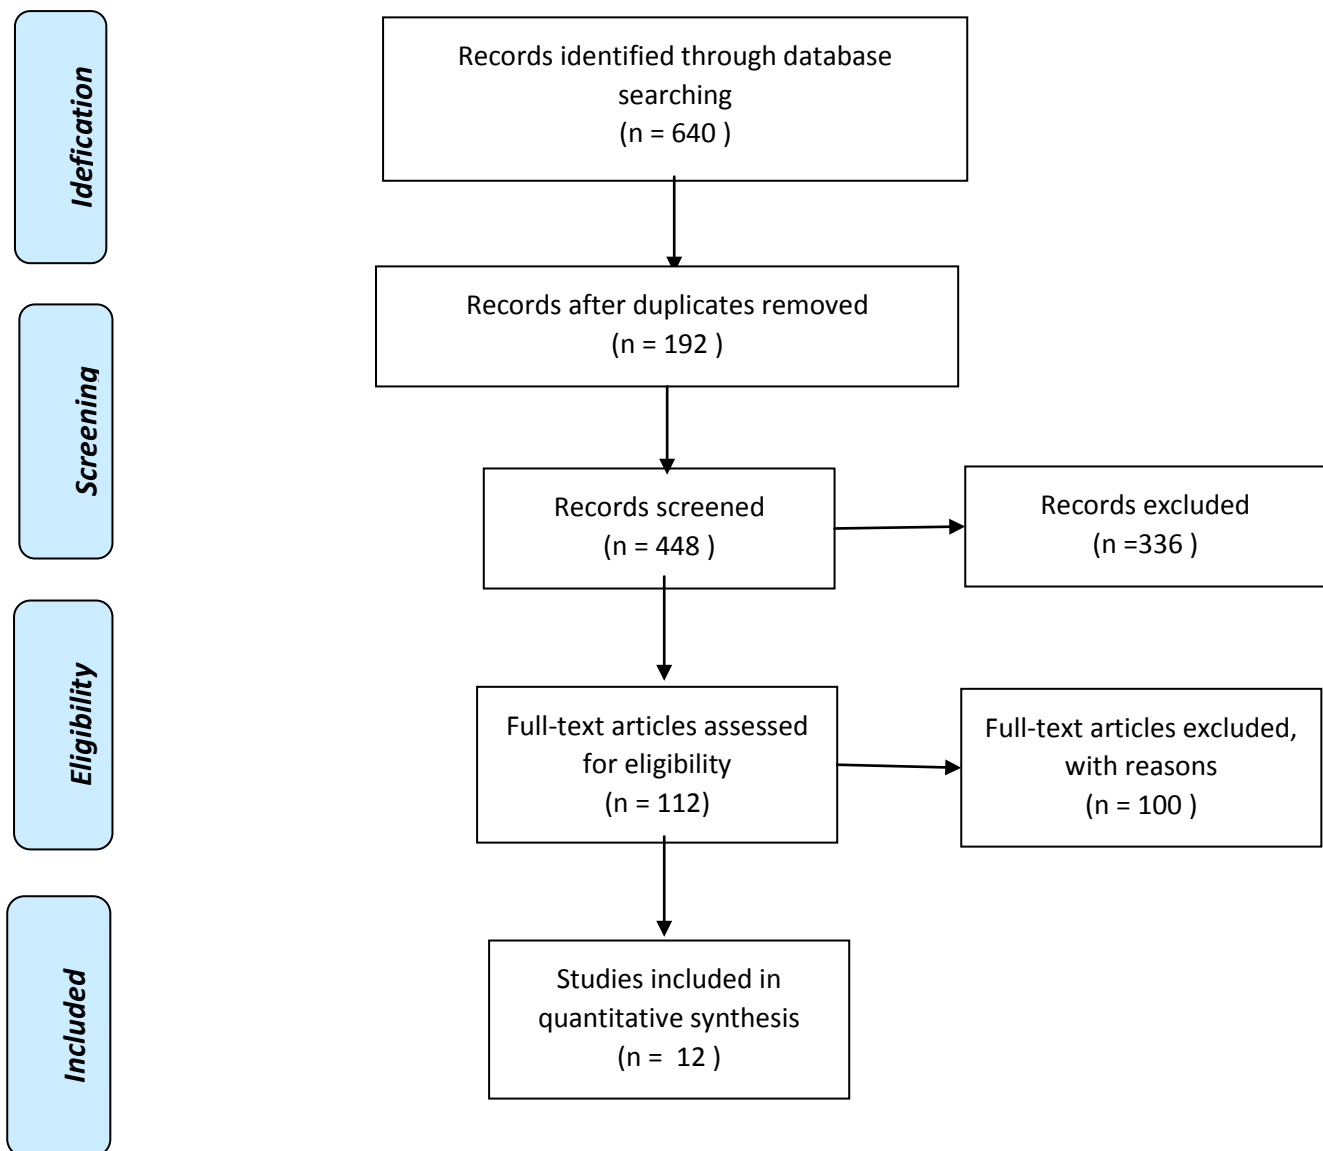 Idefication
Records identified through database
searching
(n = 640 )
Records after duplicates removed
(n = 192 )
Screening
Records screened
(n = 448 )
Records excluded
(n =336 )
Eligibility
Full-text articles assessed
for eligibility
(n = 112)
Full-text articles excluded,
with reasons
(n = 100 )
Included
Studies included in
quantitative synthesis
(n =  12 )